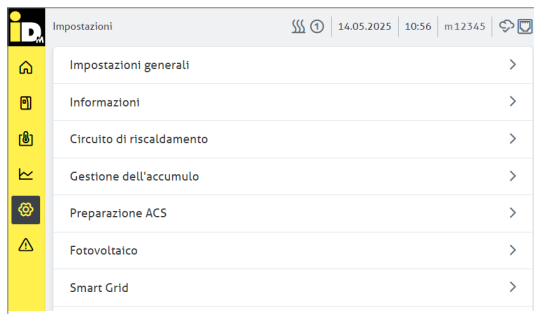 iDM
Impostazioni 1 14.05.2025 10:56 m12345
Impostazioni generali
Informazioni
Circuito di riscaldamento
Gestione dell'accumulo
Preparazione ACS
Fotovoltaico
Smart Grid